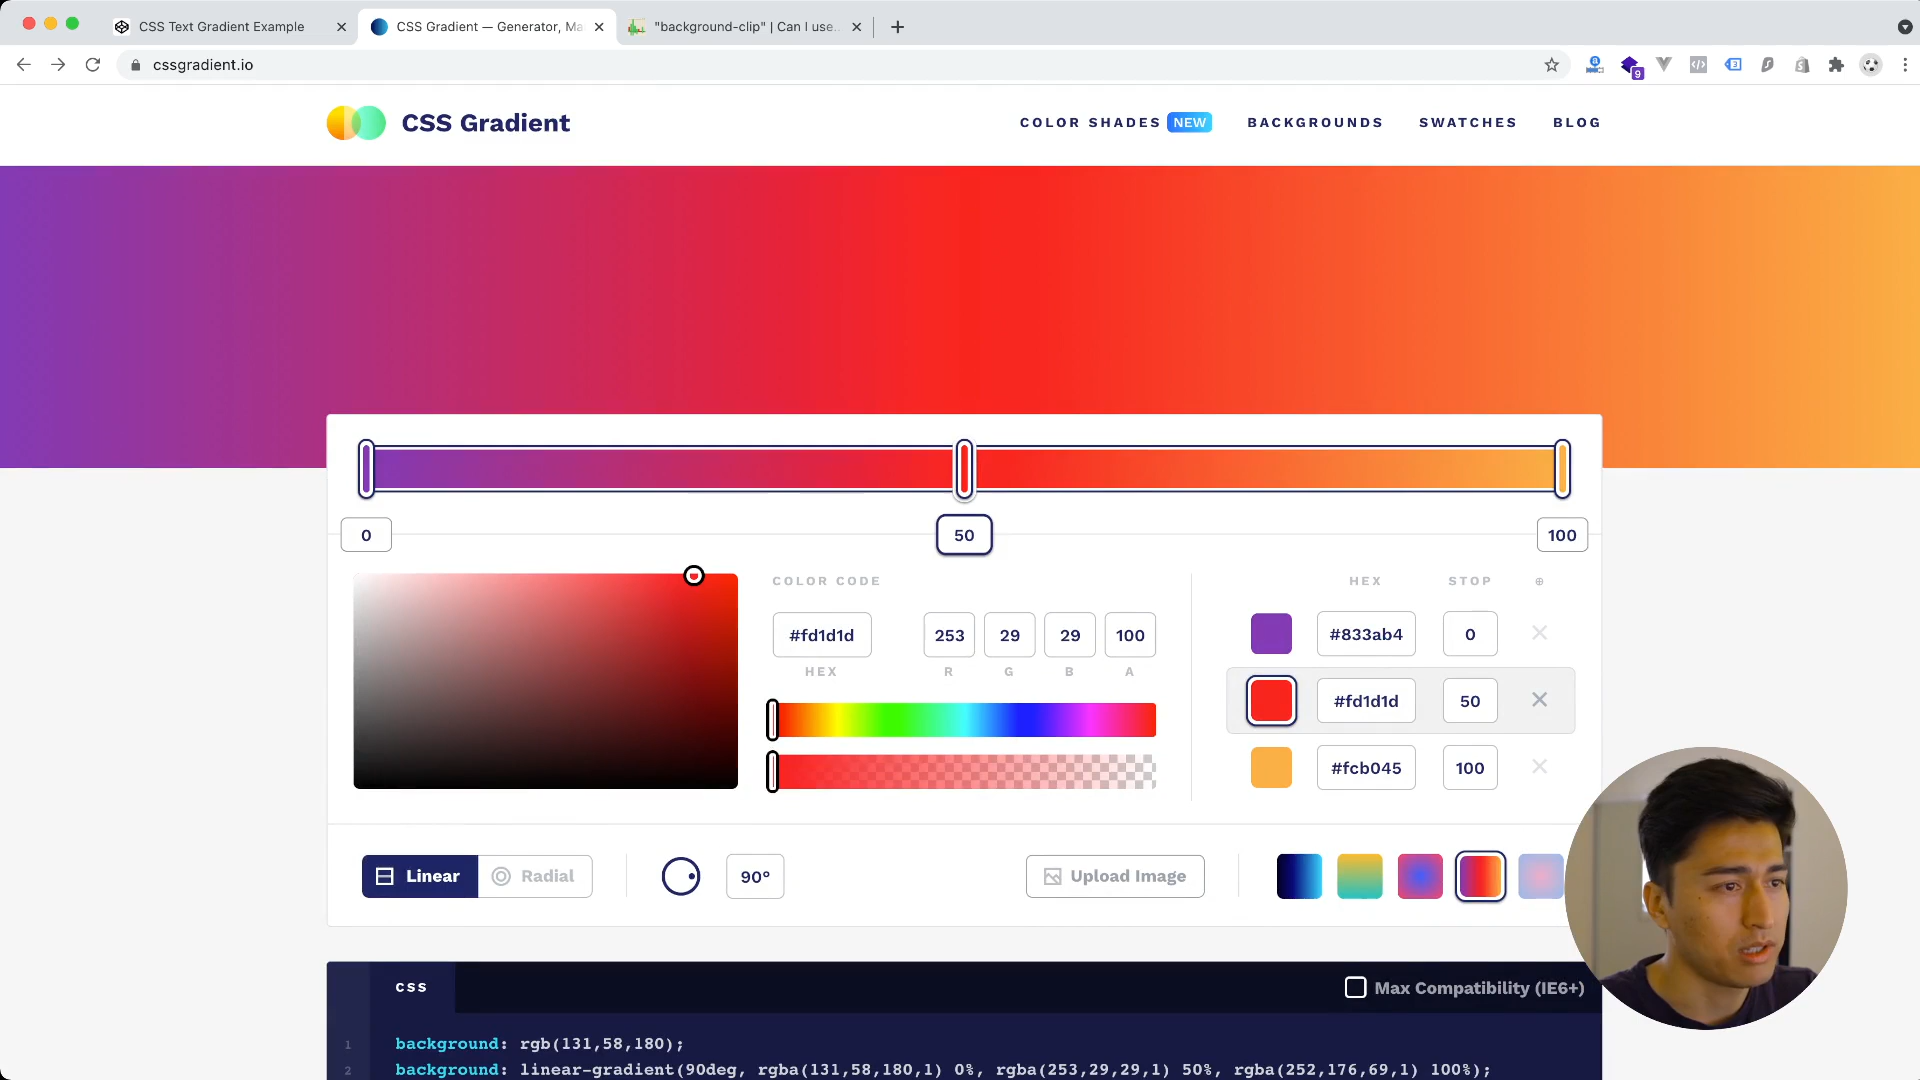 CSS Text Gradient Example
CSS Gradient — Generator, Ma
"background-clip" | Can I use...
cssgradient.io
9
CSS Gradient
COLOR SHADES NEW BACKGROUNDS SWATCHES BLOG
0 50 100
COLOR CODE HEX STOP
#fd1d1d 253 29 29 100
HEX R G B A
#833ab4 0
#fd1d1d 50
#fcb045 100
Linear Radial 90° Upload Image
css Max Compatibility (IE6+)
1 background: rgb(131,58,180);
2 background: linear-gradient(90deg, rgba(131,58,180,1) 0%, rgba(253,29,29,1) 50%, rgba(252,176,69,1) 100%);